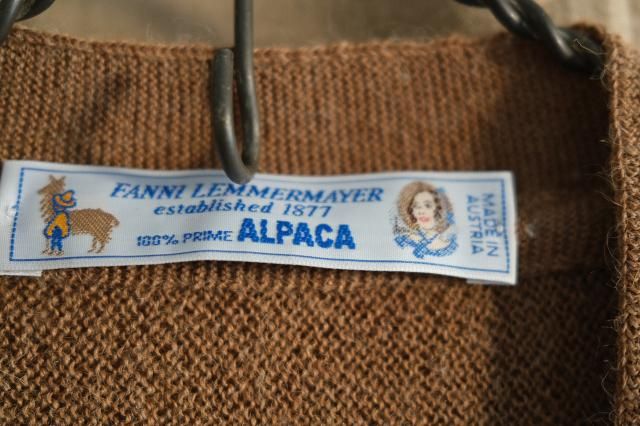 FANNI LEMMERMAYER
established 1877
100% PRIME ALPACA
MADE IN
AUSTRIA